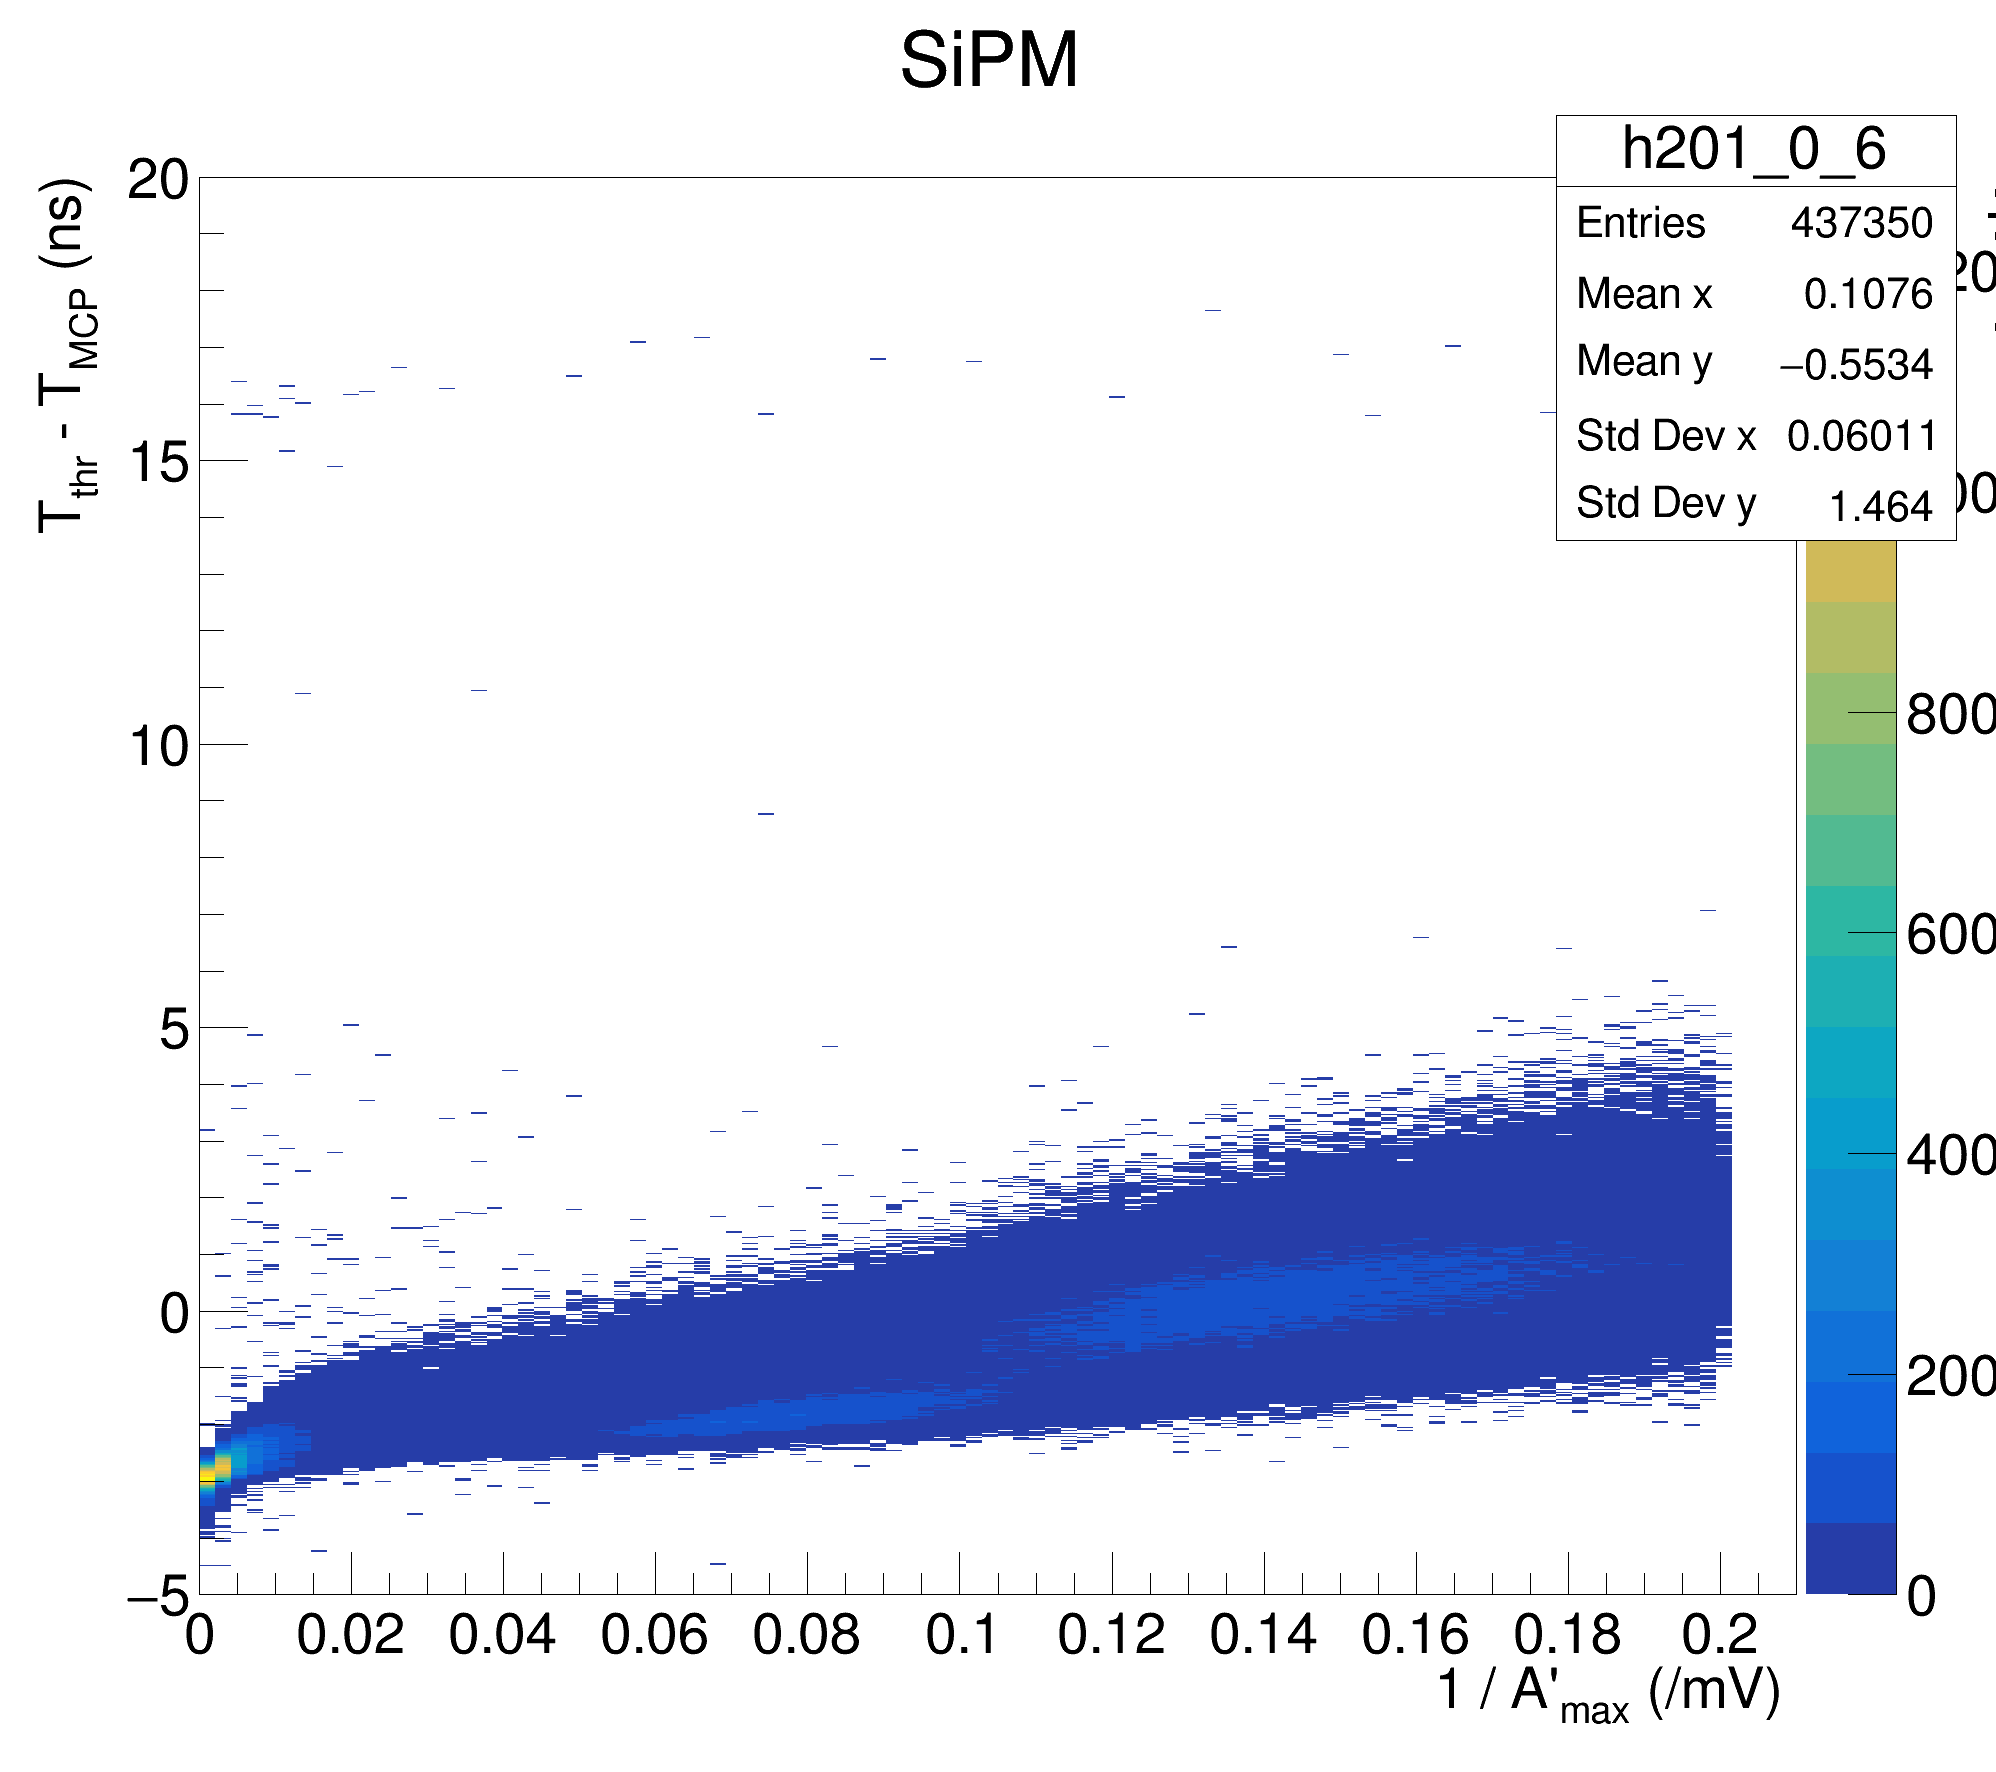 SiPM
h201_0_6
Entries 437350
Mean x 0.1076
Mean y −0.5534
Std Dev x 0.06011
Std Dev y 1.464
T_thr - T_MCP (ns)
20
15
10
5
0
−5
0 0.02 0.04 0.06 0.08 0.1 0.12 0.14 0.16 0.18 0.2
1 / A'_max (/mV)
800
600
400
200
0